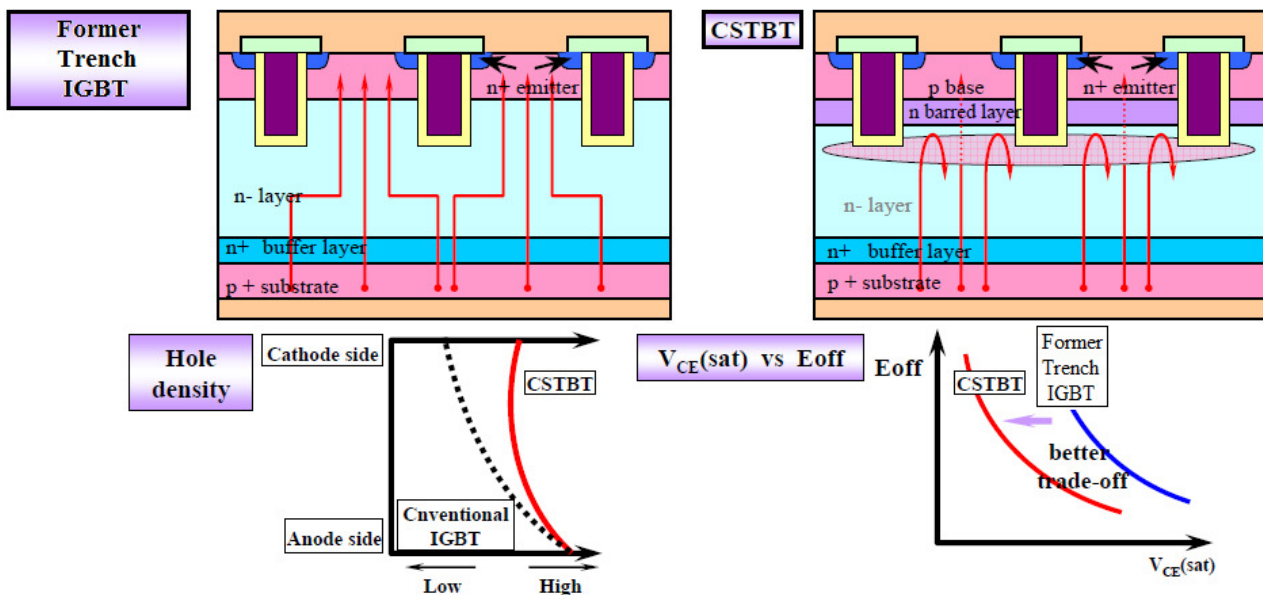 Former
Trench
IGBT
n+ emitter
n- layer
n+ buffer layer
p + substrate
CSTBT
p base
n+ emitter
n barred layer
n- layer
n+ buffer layer
p + substrate
Hole
density
Cathode side
CSTBT
Cnventional
IGBT
Anode side
Low
High
VCE(sat) vs Eoff
Eoff
CSTBT
Former
Trench
IGBT
better
trade-off
VCE(sat)